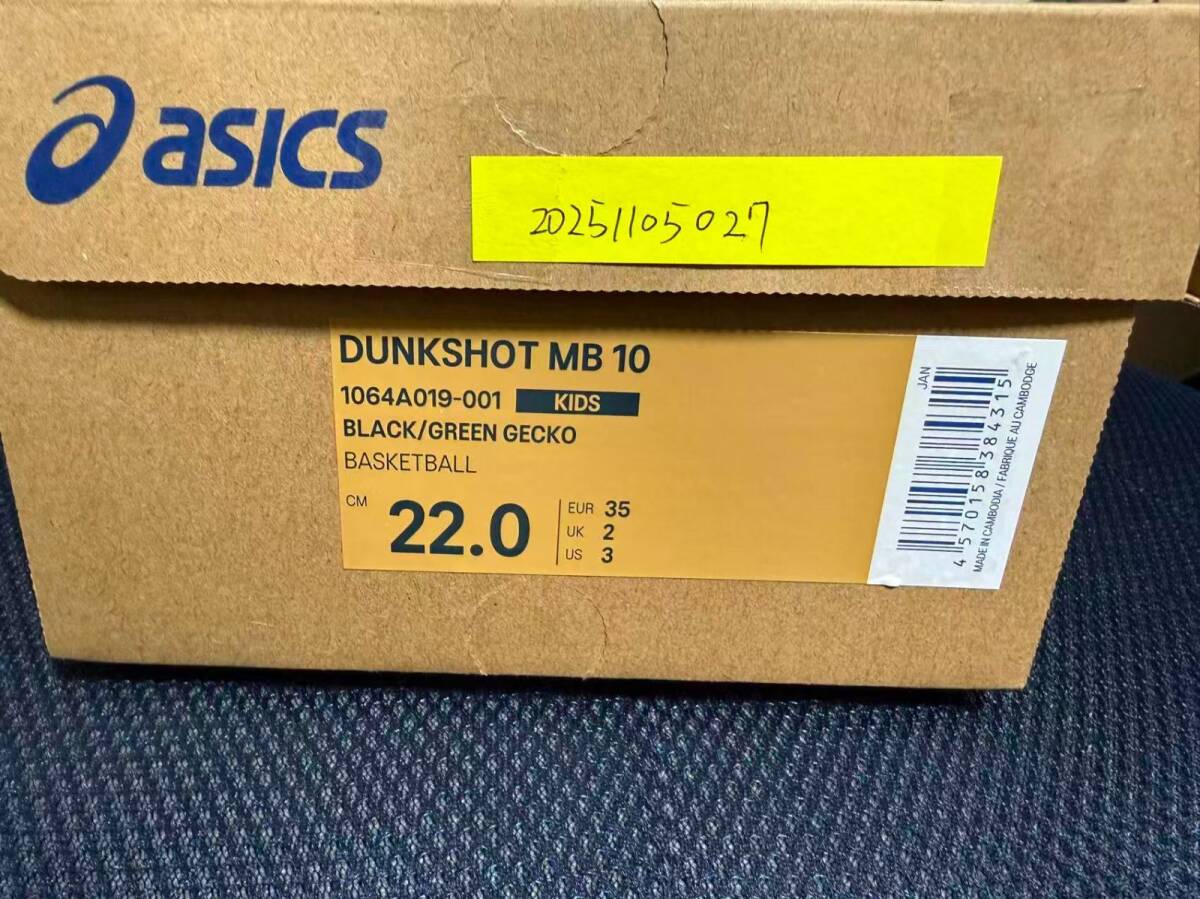 asics
20251105027
DUNKSHOT MB 10
1064A019-001 KIDS
BLACK/GREEN GECKO
BASKETBALL
CM 22.0
EUR 35
UK 2
US 3
JAN
4570158384315
MADE IN CAMBODIA / FABRIQUE AU CAMBODGE